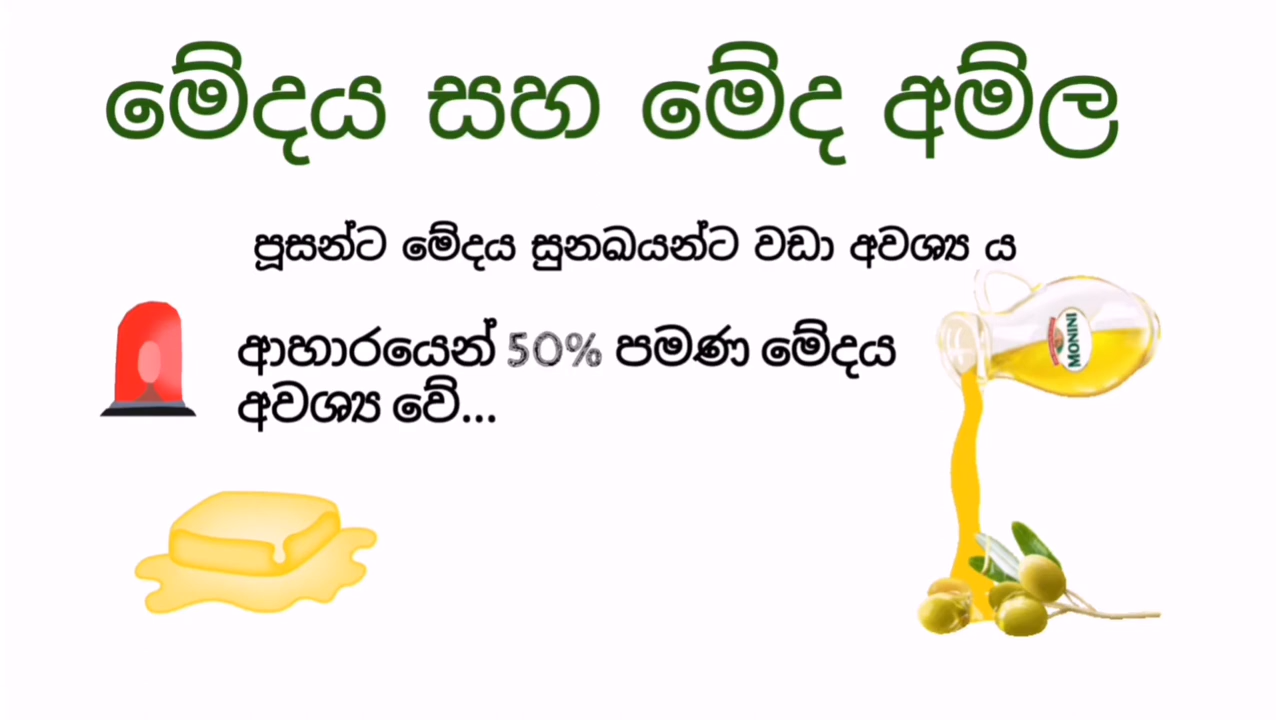 මේදය සහ මේද අම්ල
පූසන්ට මේදය සුනඛයන්ට වඩා අවශ්‍ය ය
ආහාරයෙන් 50% පමණ මේදය
අවශ්‍ය වේ...
MONINI